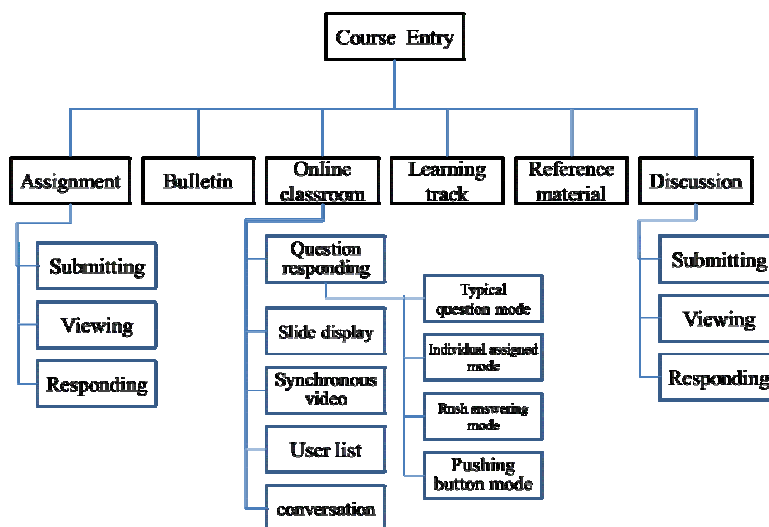 Course Entry
Assignment
Bulletin
Online
classroom
Learning
track
Reference
material
Discussion
Submitting
Viewing
Responding
Question
responding
Slide display
Synchronous
video
User list
conversation
Typical
question mode
Individual assigned
mode
Rush answering
mode
Pushing
button mode
Submitting
Viewing
Responding